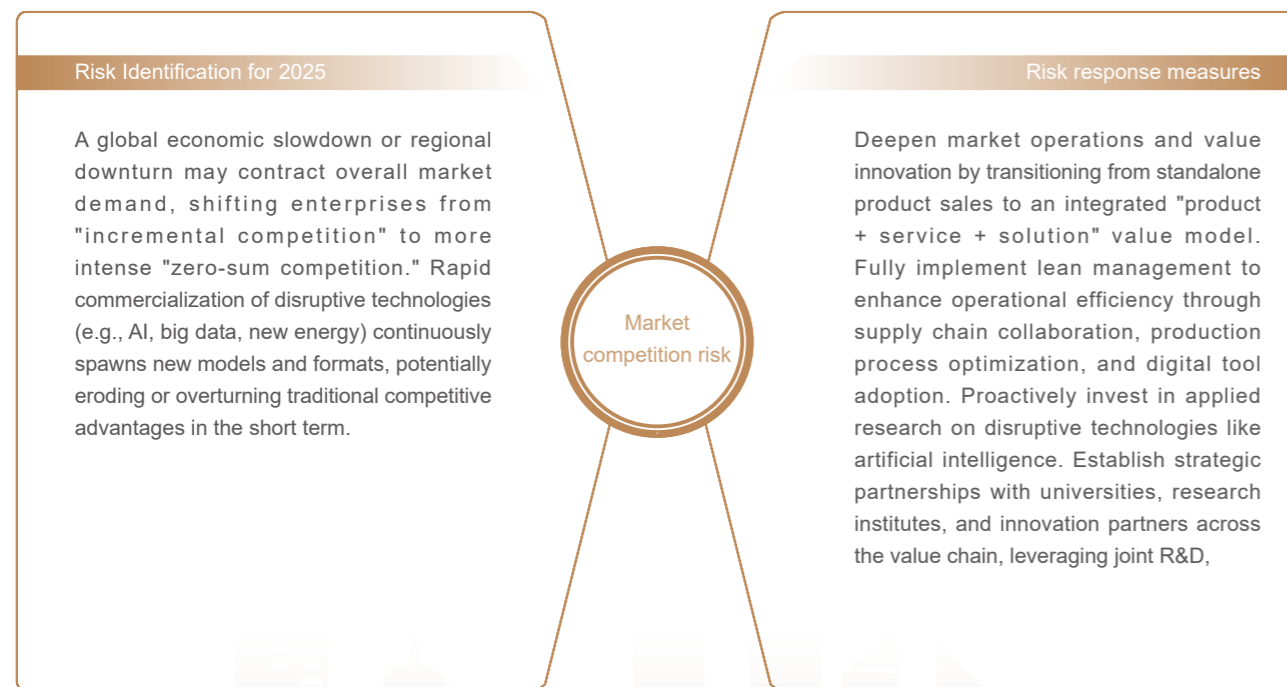 Risk Identification for 2025
A global economic slowdown or regional
downturn may contract overall market
demand, shifting enterprises from
"incremental competition" to more
intense "zero-sum competition." Rapid
commercialization of disruptive technologies
(e.g., AI, big data, new energy) continuously
spawns new models and formats, potentially
eroding or overturning traditional competitive
advantages in the short term.
Market
competition risk
Risk response measures
Deepen market operations and value
innovation by transitioning from standalone
product sales to an integrated "product
+ service + solution" value model.
Fully implement lean management to
enhance operational efficiency through
supply chain collaboration, production
process optimization, and digital tool
adoption. Proactively invest in applied
research on disruptive technologies like
artificial intelligence. Establish strategic
partnerships with universities, research
institutes, and innovation partners across
the value chain, leveraging joint R&D,